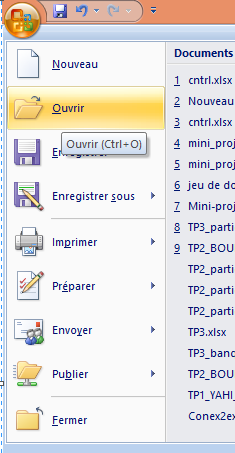 Nouveau
Ouvrir
Ouvrir (Ctrl+O)
Enregistrer
Enregistrer sous
Imprimer
Préparer
Envoyer
Publier
Fermer
Documents
1 cntrl.xlsx
2 Nouveau
3 cntrl.xlsx
4 mini_proj
5 mini_proj
6 jeu de do
7 Mini-proj
8 TP3_parti
9 TP2_BOU
TP2_parti
TP2_parti
TP2_parti
TP3.xlsx
TP3_band
TP2_BOU
TP1_YAHI_
Conex2ex